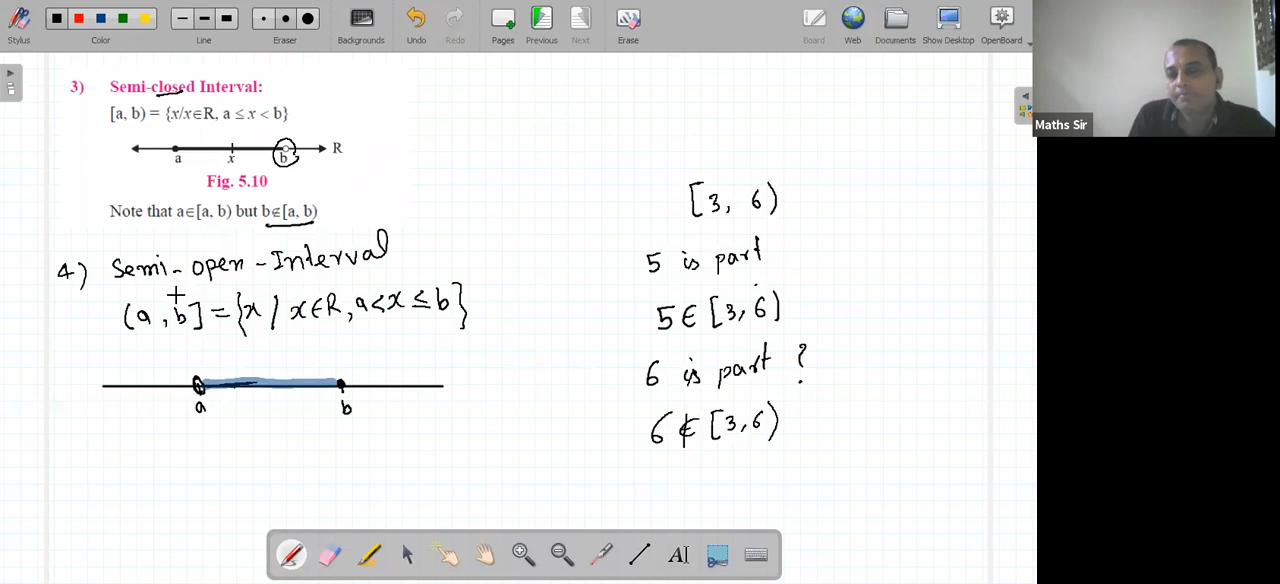 Stylus
Color
Line
Eraser
Backgrounds
Undo
Redo
Pages
Previous
Next
Erase
Board
Web
Documents
Show Desktop
OpenBoard
Maths Sir
3) Semi-closed Interval:
[a, b) = {x/x∈R, a ≤ x < b}
a x b R
Fig. 5.10
Note that a∈[a, b) but b∉[a, b)
4) Semi-open-Interval
(a, b] = {x / x∈R, a<x ≤ b}
a b
[3, 6)
5 is part
5 ∈ [3, 6)
6 is part ?
6 ∉ [3, 6)
AI